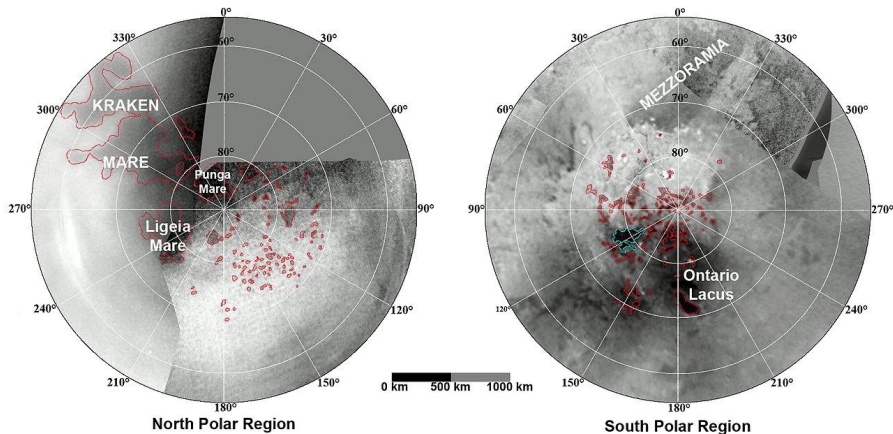 0°
330°
30°
60°
300°
60°
70°
80°
KRAKEN
MARE
Punga
Mare
270°
90°
Ligeia
Mare
240°
120°
210°
150°
180°
North Polar Region
0 km
500 km
1000 km
0°
30°
330°
60°
60°
300°
70°
80°
MEZZORAMIA
90°
270°
Ontario
Lacus
120°
240°
150°
210°
180°
South Polar Region